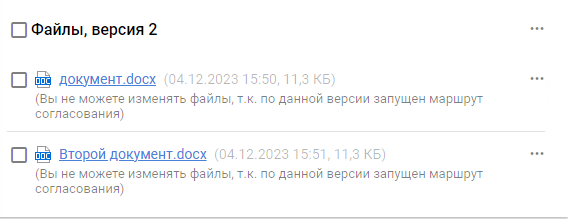 Файлы, версия 2
документ.docx (04.12.2023 15:50, 11,3 КБ)
(Вы не можете изменять файлы, т.к. по данной версии запущен маршрут
согласования)
Второй документ.docx (04.12.2023 15:51, 11,3 КБ)
(Вы не можете изменять файлы, т.к. по данной версии запущен маршрут
согласования)